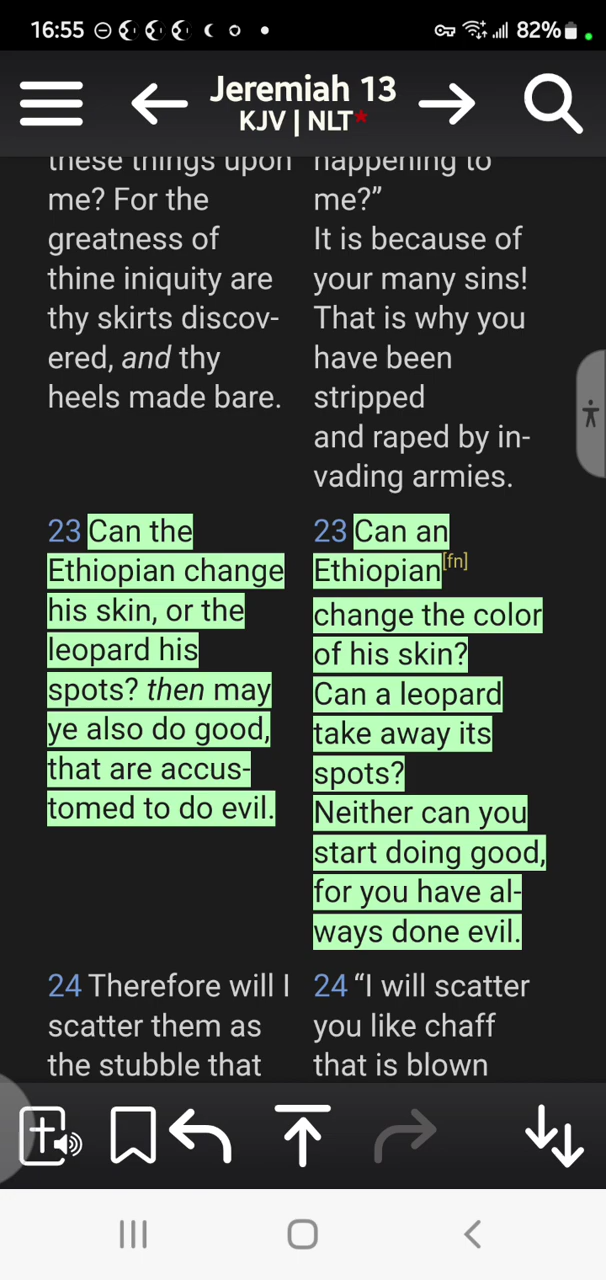 16:55
82%
Jeremiah 13
KJV | NLT*
these things upon
me? For the
greatness of
thine iniquity are
thy skirts discov-
ered, and thy
heels made bare.
23 Can the
Ethiopian change
his skin, or the
leopard his
spots? then may
ye also do good,
that are accus-
tomed to do evil.
24 Therefore will I
scatter them as
the stubble that
happening to
me?”
It is because of
your many sins!
That is why you
have been
stripped
and raped by in-
vading armies.
23 Can an
Ethiopian[fn]
change the color
of his skin?
Can a leopard
take away its
spots?
Neither can you
start doing good,
for you have al-
ways done evil.
24 “I will scatter
you like chaff
that is blown